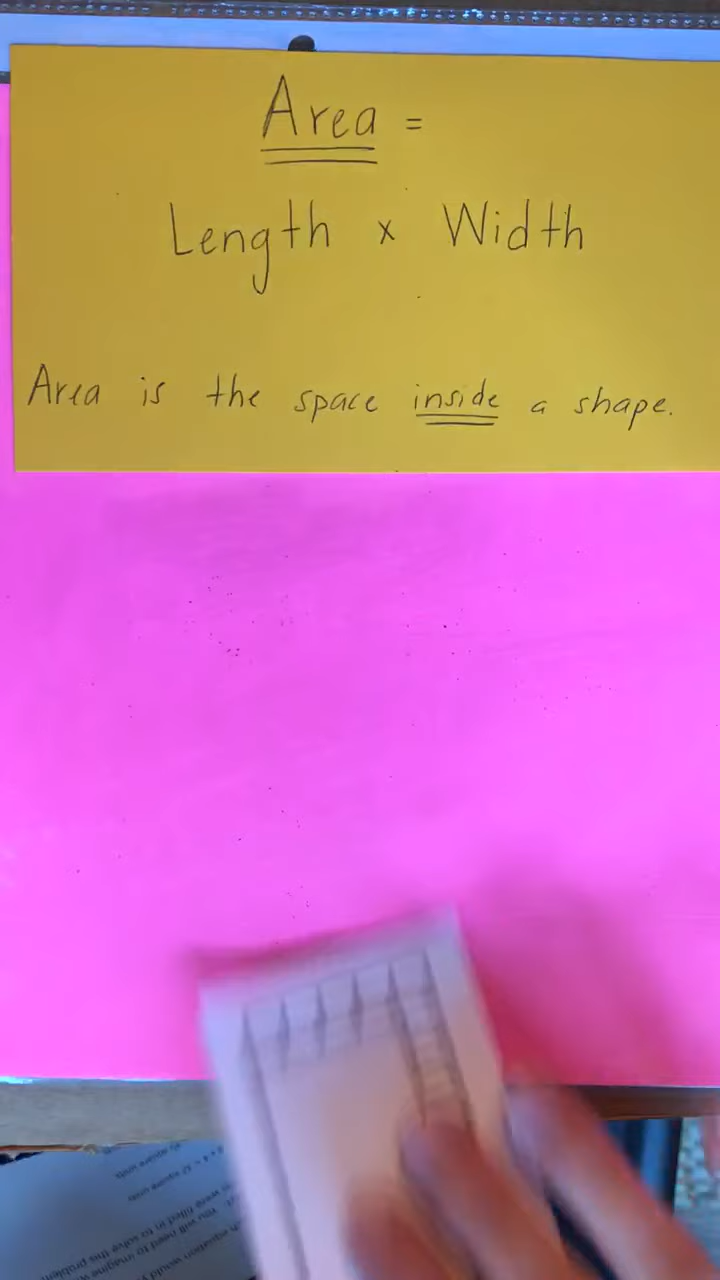 Area =
Length x Width
Area is the space inside a shape.